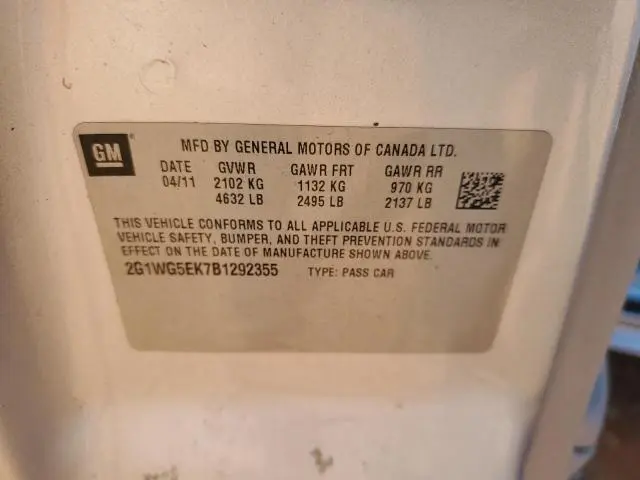 GM
MFD BY GENERAL MOTORS OF CANADA LTD.
DATE GVWR GAWR FRT GAWR RR
04/11 2102 KG 1132 KG 970 KG
4632 LB 2495 LB 2137 LB
THIS VEHICLE CONFORMS TO ALL APPLICABLE U.S. FEDERAL MOTOR
VEHICLE SAFETY, BUMPER, AND THEFT PREVENTION STANDARDS IN
EFFECT ON THE DATE OF MANUFACTURE SHOWN ABOVE.
2G1WG5EK7B1292355 TYPE: PASS CAR